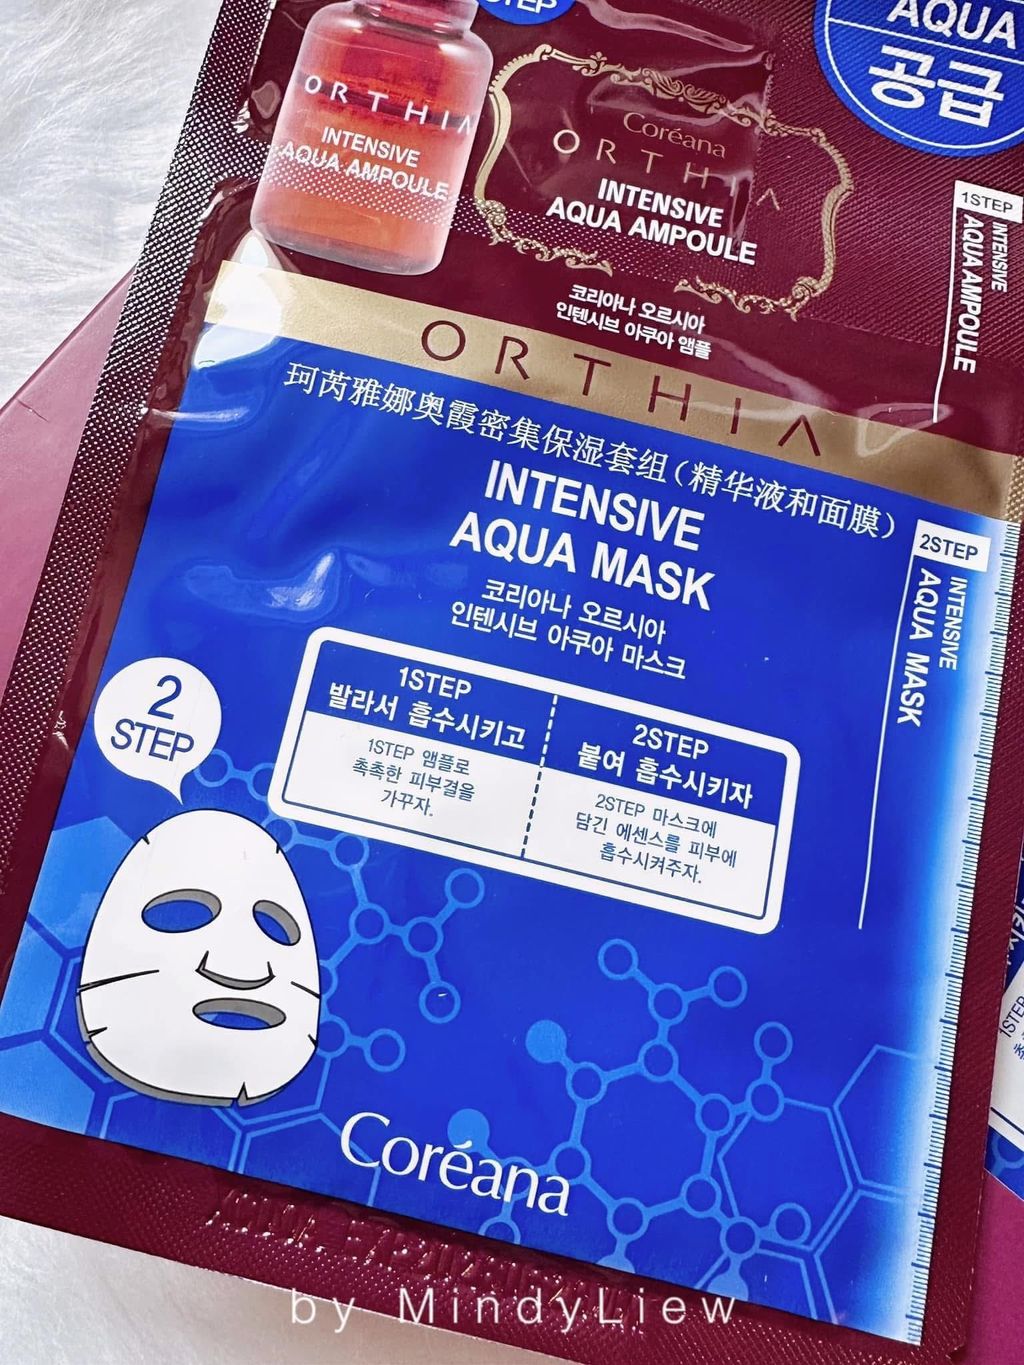 STEP
AQUA
공급
ORTHIA
INTENSIVE
AQUA AMPOULE
Coréana
ORTHIA
INTENSIVE
AQUA AMPOULE
코리아나 오르시아
인텐시브 아쿠아 앰플
1STEP
INTENSIVE
AQUA AMPOULE
ORTHIA
珂芮雅娜奥霞密集保湿套组(精华液和面膜)
INTENSIVE
AQUA MASK
코리아나 오르시아
인텐시브 아쿠아 마스크
2STEP
INTENSIVE
AQUA MASK
1STEP
발라서 흡수시키고
1STEP 앰플로
촉촉한 피부결을
가꾸자.
2STEP
붙여 흡수시키자
2STEP 마스크에
담긴 에센스를 피부에
흡수시켜주자.
2
STEP
Coréana
1STEP
by MindyLiew